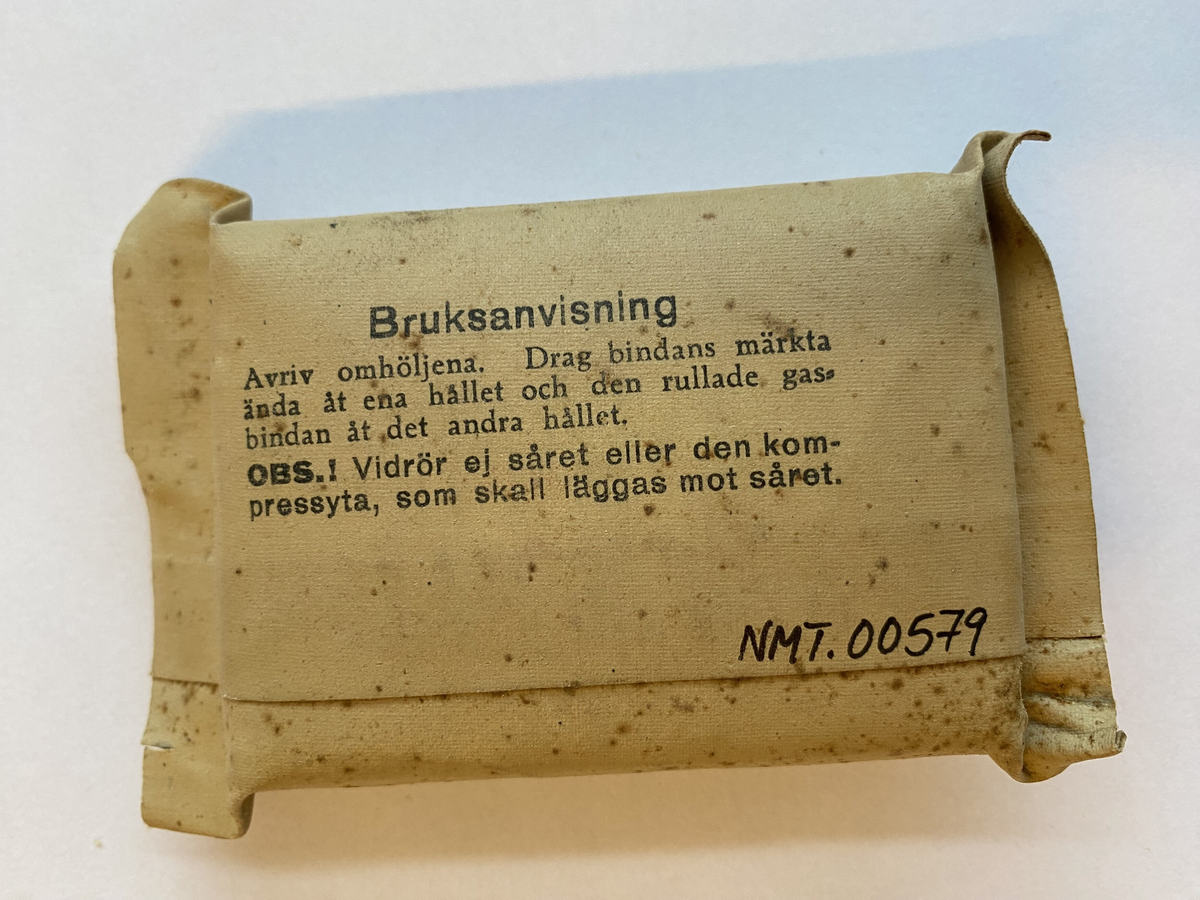 Bruksanvisning
Avriv omhöljena. Drag bindans märkta
ända åt ena hållet och den rullade gas-
bindan åt det andra hållet.
OBS.! Vidrör ej såret eller den kom-
pressyta, som skall läggas mot såret.
NMT.00579